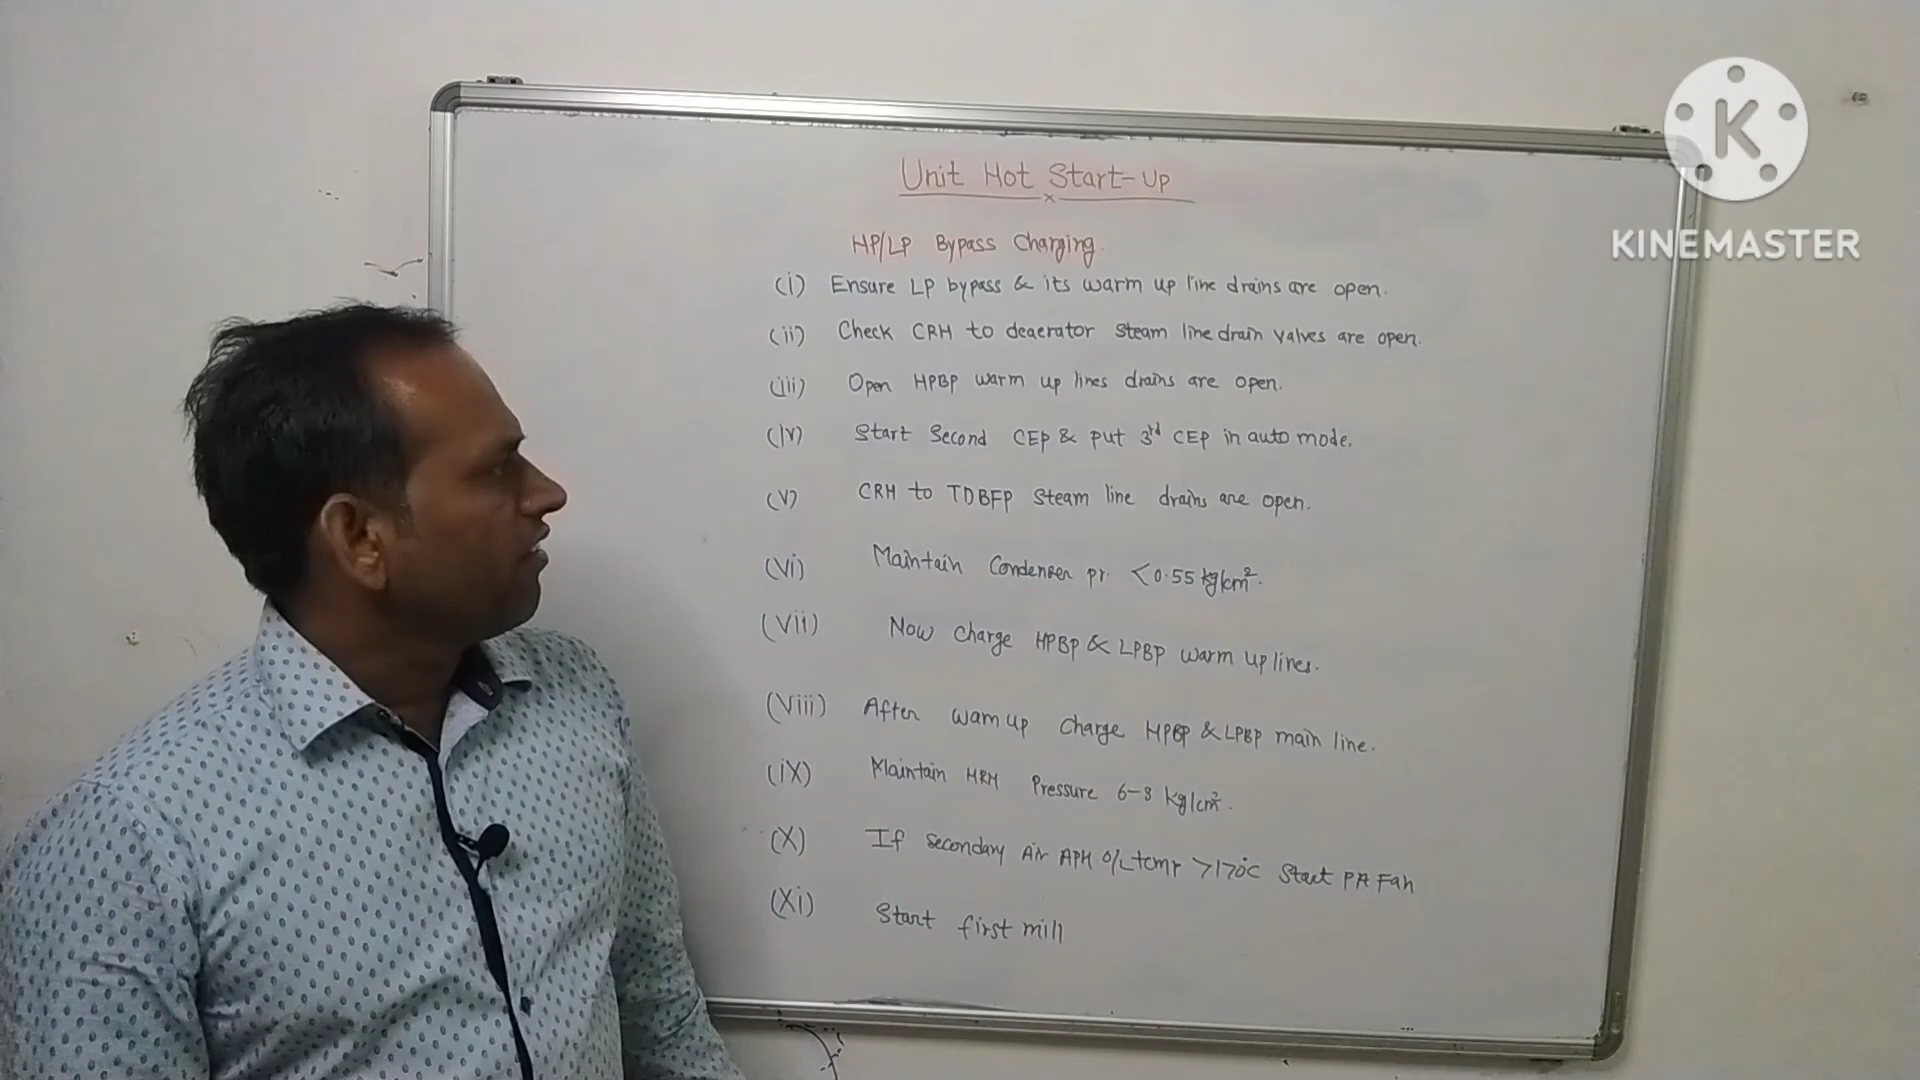 Unit Hot Start-Up
HP/LP Bypass Charging.
(i) Ensure LP bypass & its warm up line drains are open.
(ii) Check CRH to deaerator steam line drain valves are open.
(iii) Open HPBP warm up lines drains are open.
(iv) Start Second CEP & put 3rd CEP in auto mode.
(v) CRH to TDBFP steam line drains are open.
(vi) Maintain Condenser pr. <0.55 kg/cm².
(vii) Now charge HPBP & LPBP warm up lines.
(viii) After wamup charge HPBP & LPBP main line.
(ix) Maintain HRH Pressure 6-8 kg/cm².
(x) If secondary Air APH O/L temp >170°C Start PA Fan
(xi) Start first mill
K
KINEMASTER